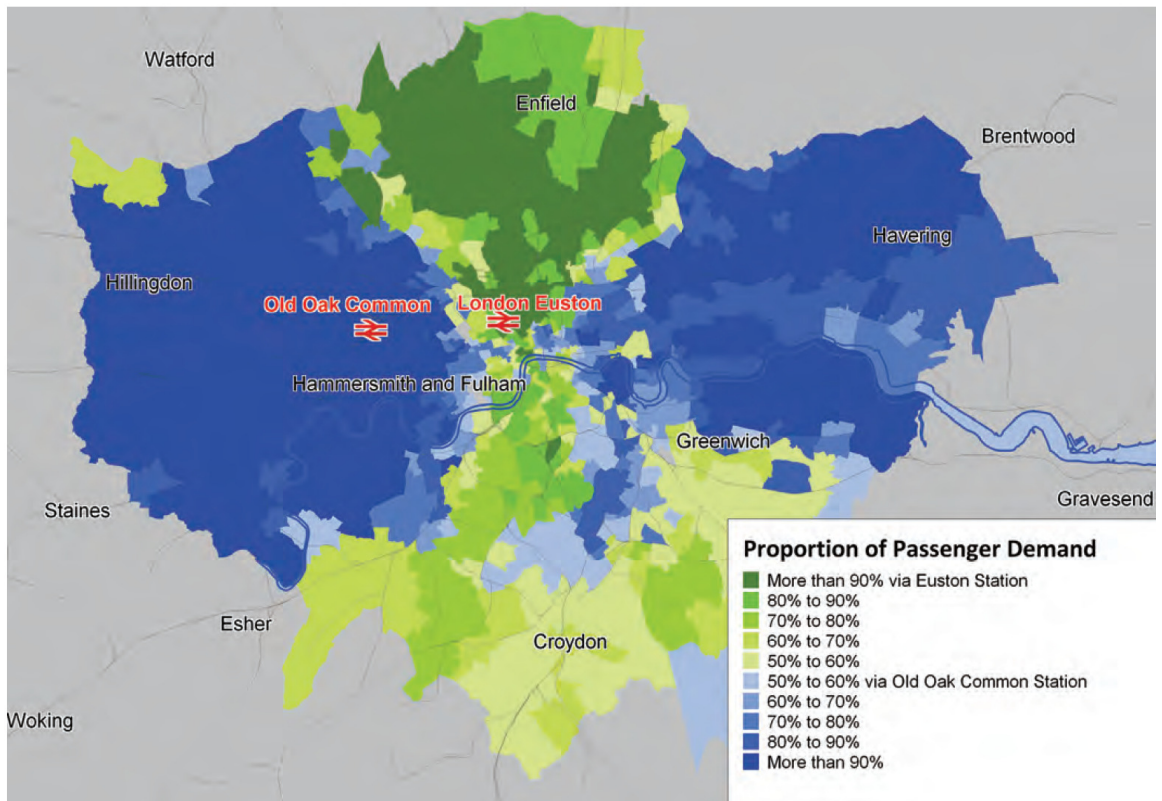 Watford
Enfield
Brentwood
Havering
Hillingdon
Old Oak Common
London Euston
Hammersmith and Fulham
Greenwich
Staines
Gravesend
Esher
Croydon
Woking
Proportion of Passenger Demand
More than 90% via Euston Station
80% to 90%
70% to 80%
60% to 70%
50% to 60%
50% to 60% via Old Oak Common Station
60% to 70%
70% to 80%
80% to 90%
More than 90%